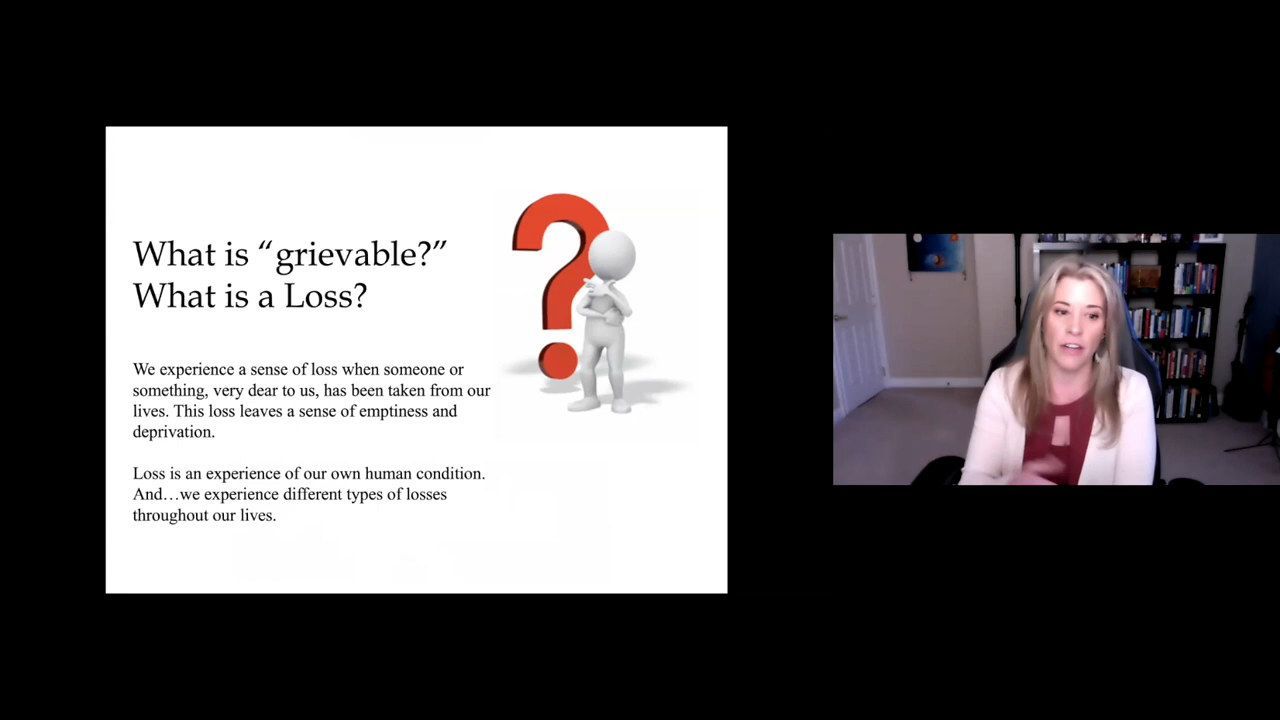 What is “grievable?”
What is a Loss?
We experience a sense of loss when someone or
something, very dear to us, has been taken from our
lives. This loss leaves a sense of emptiness and
deprivation.
Loss is an experience of our own human condition.
And…we experience different types of losses
throughout our lives.